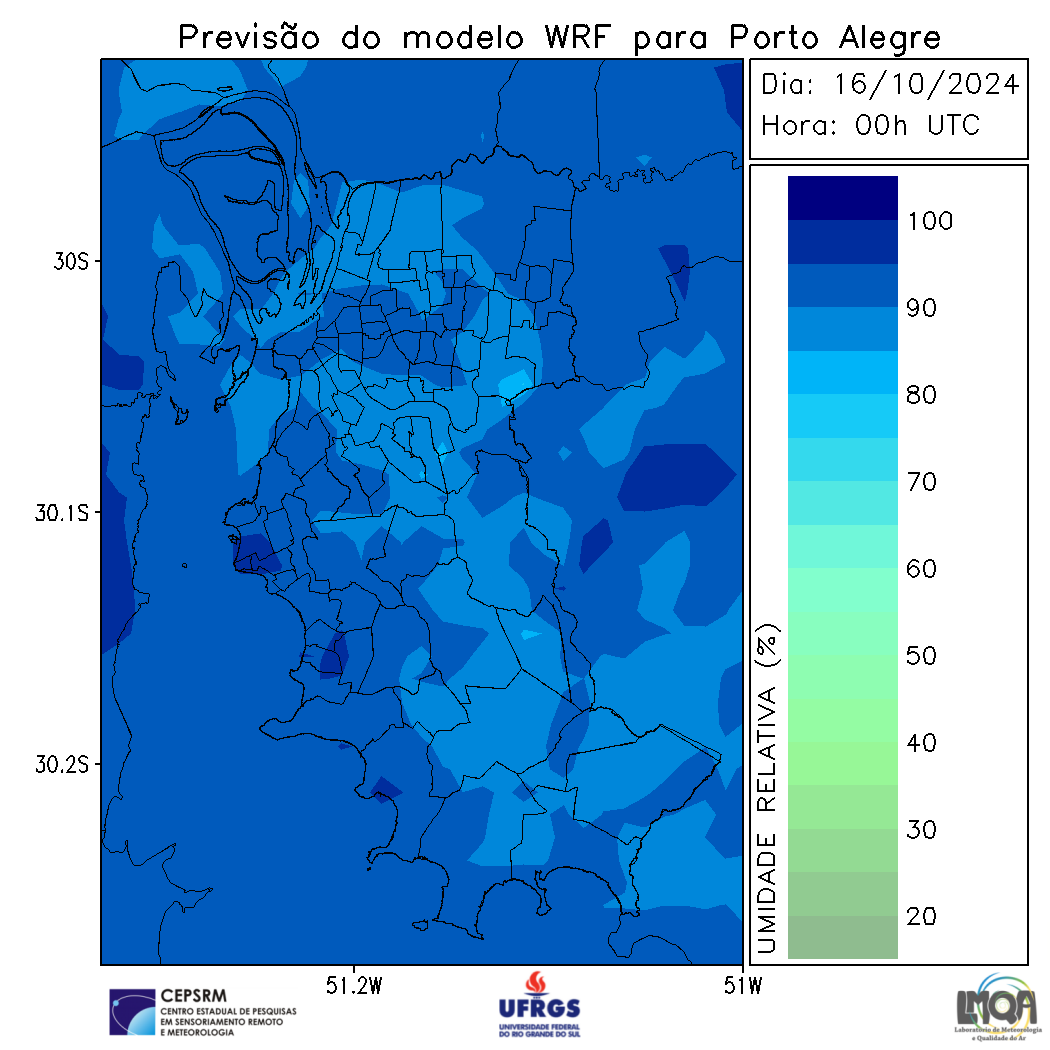 Previsão do modelo WRF para Porto Alegre
Dia: 16/10/2024
Hora: 00h UTC
30S
30.1S
30.2S
51.2W
51W
100
90
80
70
60
50
40
30
20
UMIDADE RELATIVA (%)
CEPSRM
CENTRO ESTADUAL DE PESQUISAS
EM SENSORIAMENTO REMOTO
E METEOROLOGIA
UFRGS
UNIVERSIDADE FEDERAL
DO RIO GRANDE DO SUL
LMQA
Laboratório de Meteorologia
e Qualidade do Ar